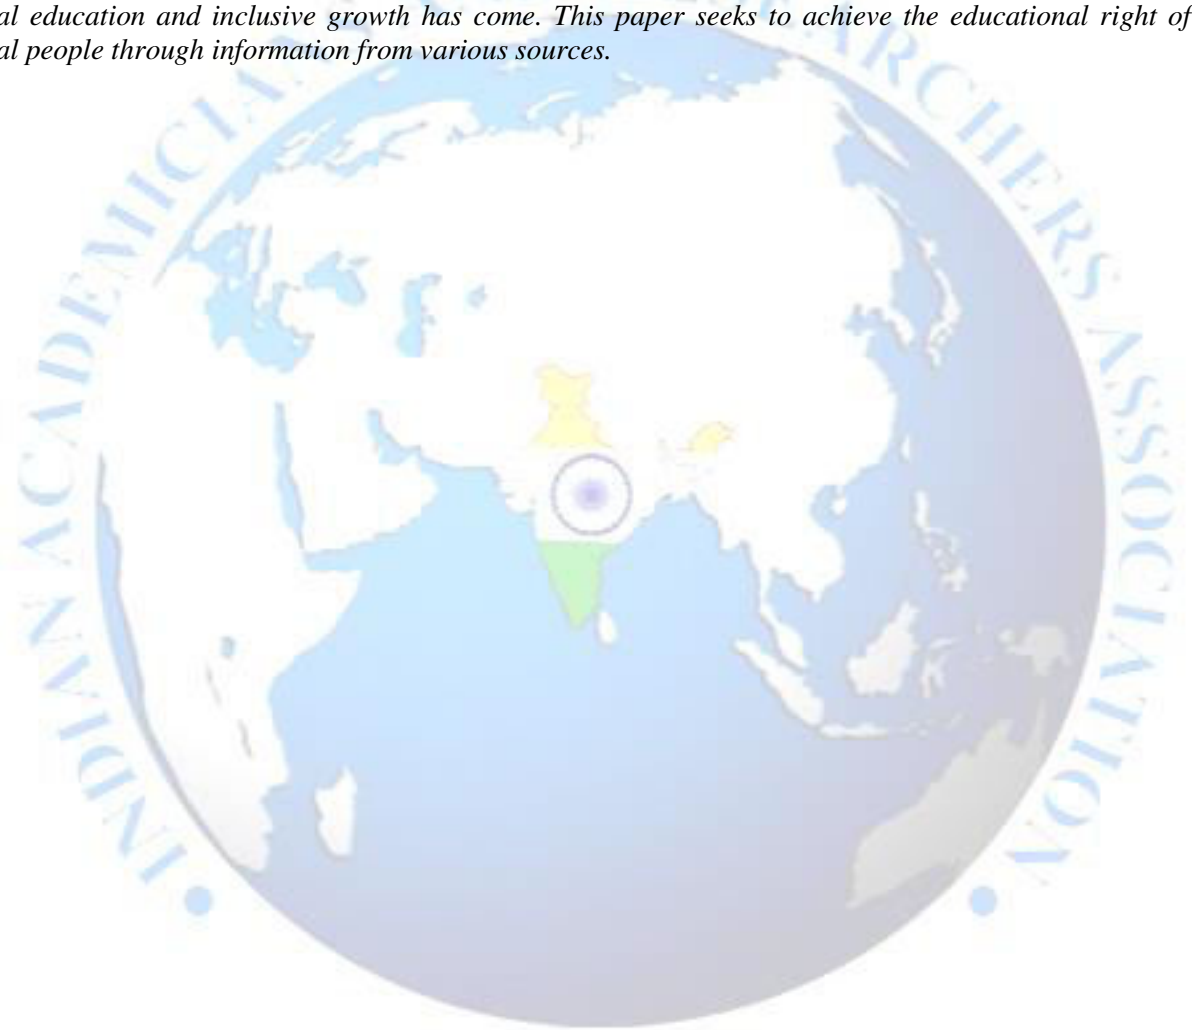 al education and inclusive growth has come. This paper seeks to achieve the educational right of
al people through information from various sources.
INDIAN ACADEMICIANS
EARCHERS ASSOCIATION